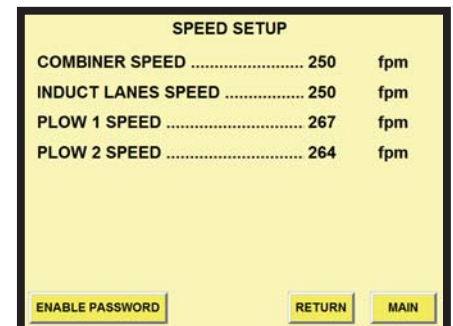 SPEED SETUP
COMBINER SPEED ........................ 250 fpm
INDUCT LANES SPEED ................. 250 fpm
PLOW 1 SPEED .............................. 267 fpm
PLOW 2 SPEED .............................. 264 fpm
ENABLE PASSWORD RETURN MAIN